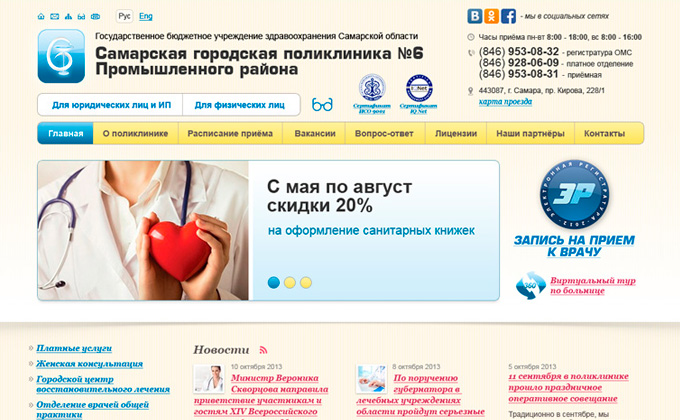 Рус Eng
- мы в социальных сетях
Государственное бюджетное учреждение здравоохранения Самарской области
Самарская городская поликлиника №6
Промышленного района
Часы приёма пн-вт 8:00 - 18:00, вс 8:00 - 16:00
(846) 953-08-32 - регистратура ОМС
(846) 928-06-09 - платное отделение
(846) 953-08-31 - приёмная
443087, г. Самара, пр. Кирова, 228/1
карта проезда
Для юридических лиц и ИП
Для физических лиц
Сертификат
ИСО 9001
Сертификат
IQ Net
Главная
О поликлинике
Расписание приёма
Вакансии
Вопрос-ответ
Лицензии
Наши партнёры
Контакты
С мая по август
скидки 20%
на оформление санитарных книжек
ЭЛЕКТРОННАЯ РЕГИСТРАТУРА 2012
ЭР
ЗАПИСЬ НА ПРИЕМ
К ВРАЧУ
360°
Виртуальный тур
по больнице
Платные услуги
Женская консультация
Городской центр
восстановительного лечения
Отделение врачей общей
практики
Новости
10 октября 2013
Министр Вероника
Скворцова направила
приветствие участникам и
гостям XIV Всероссийского
8 октября 2013
По поручению
губернатора в
лечебных учреждениях
области пройдут серьезные
5 октября 2013
11 сентября в поликлинике
прошло праздничное
оперативное совещание
Традиционно в сентябре, мы